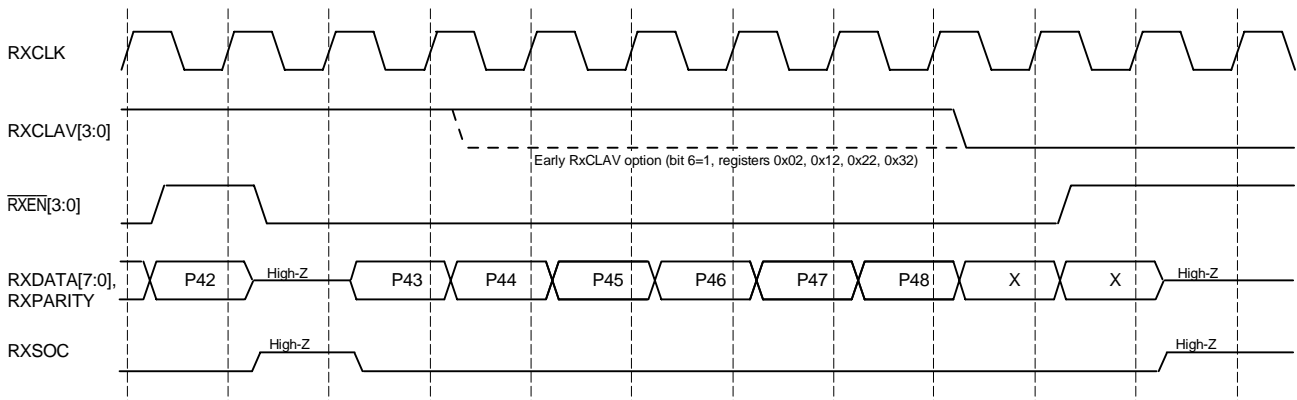 RXCLK
RXCLAV[3:0]
Early RxCLAV option (bit 6=1, registers 0x02, 0x12, 0x22, 0x32)
RXEN[3:0]
RXDATA[7:0],
RXPARITY
P42
High-Z
P43
P44
P45
P46
P47
P48
X
X
High-Z
RXSOC
High-Z
High-Z